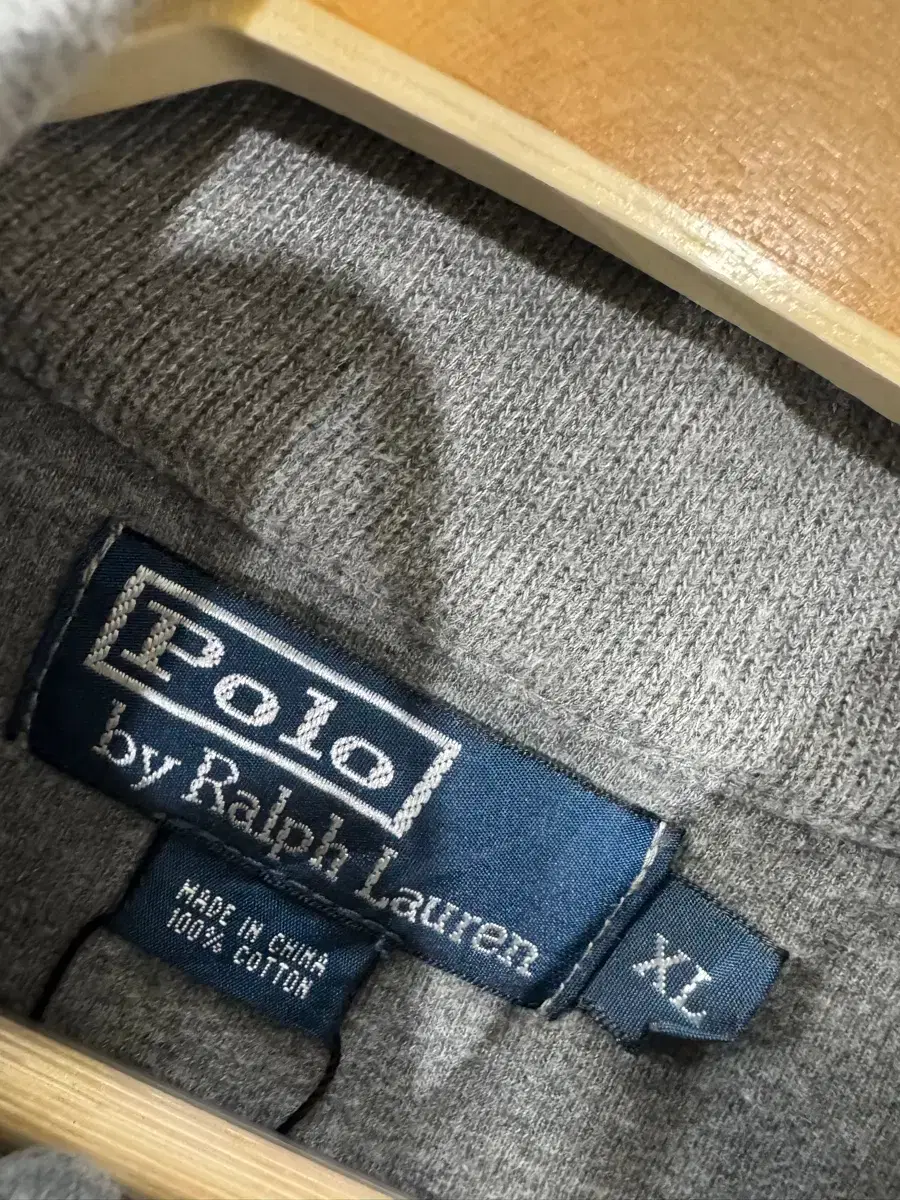 Polo
by Ralph Lauren
MADE IN CHINA
100% COTTON
XL